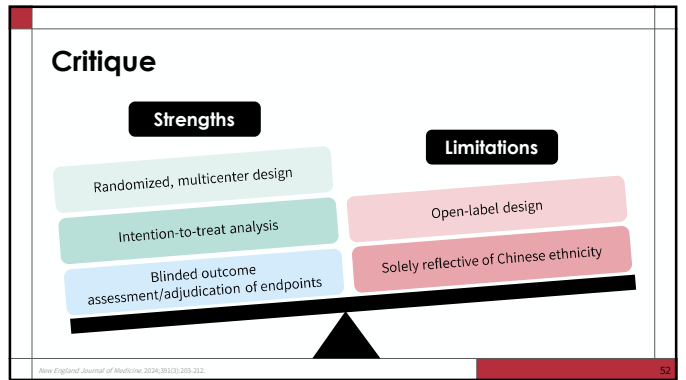 Critique
Strengths
Randomized, multicenter design
Intention-to-treat analysis
Blinded outcome
assessment/adjudication of endpoints
Limitations
Open-label design
Solely reflective of Chinese ethnicity
New England Journal of Medicine. 2024;391(3):203-212.
52